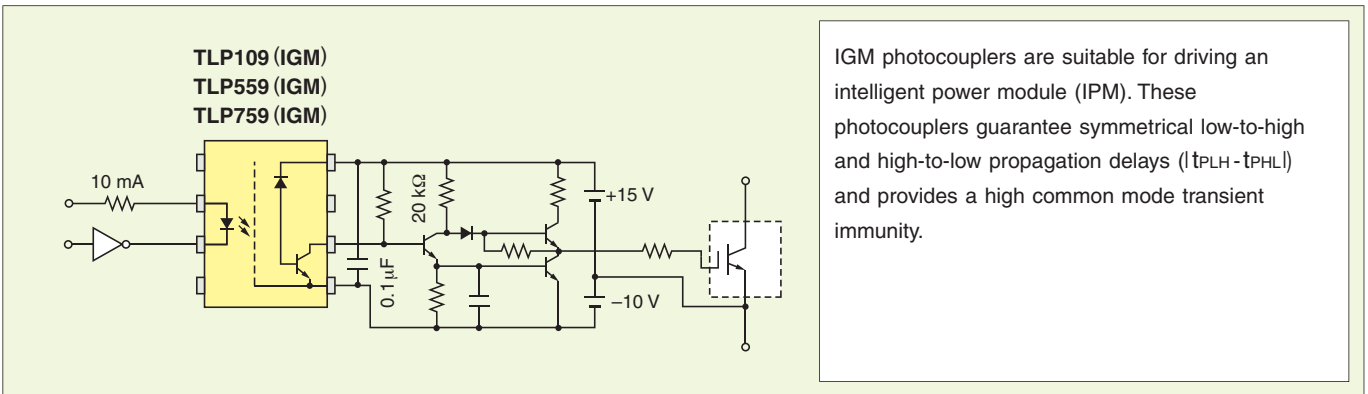 TLP109 (IGM)
TLP559 (IGM)
TLP759 (IGM)
10 mA
0.1 µF
20 kΩ
+15 V
–10 V
IGM photocouplers are suitable for driving an
intelligent power module (IPM). These
photocouplers guarantee symmetrical low-to-high
and high-to-low propagation delays (|tPLH - tPHL|)
and provides a high common mode transient
immunity.